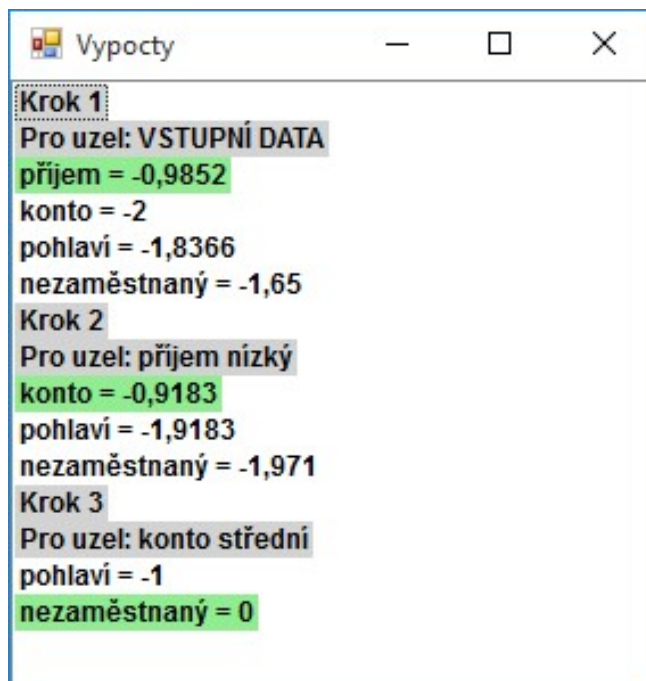 Vypocty
Krok 1
Pro uzel: VSTUPNÍ DATA
příjem = -0,9852
konto = -2
pohlaví = -1,8366
nezaměstnaný = -1,65
Krok 2
Pro uzel: příjem nízký
konto = -0,9183
pohlaví = -1,9183
nezaměstnaný = -1,971
Krok 3
Pro uzel: konto střední
pohlaví = -1
nezaměstnaný = 0